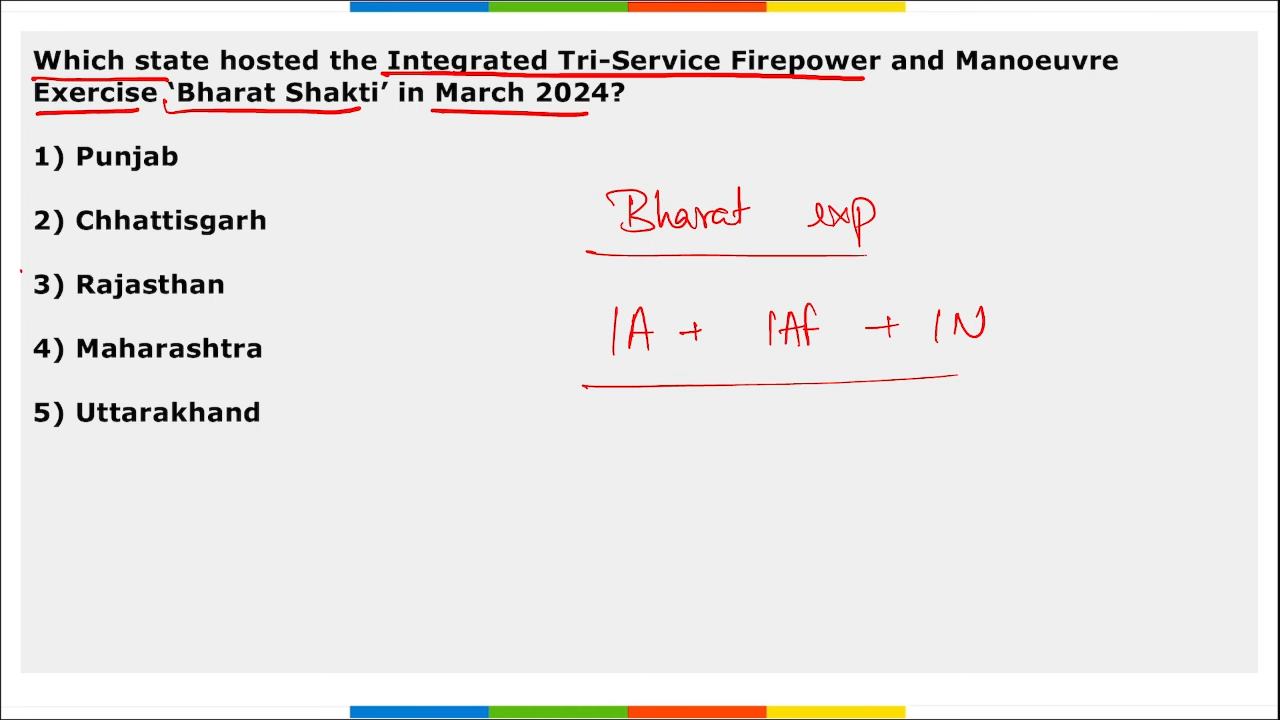 Which state hosted the Integrated Tri-Service Firepower and Manoeuvre
Exercise ‘Bharat Shakti’ in March 2024?
1) Punjab
2) Chhattisgarh
3) Rajasthan
4) Maharashtra
5) Uttarakhand
Bharat exp
IA + IAf + IN